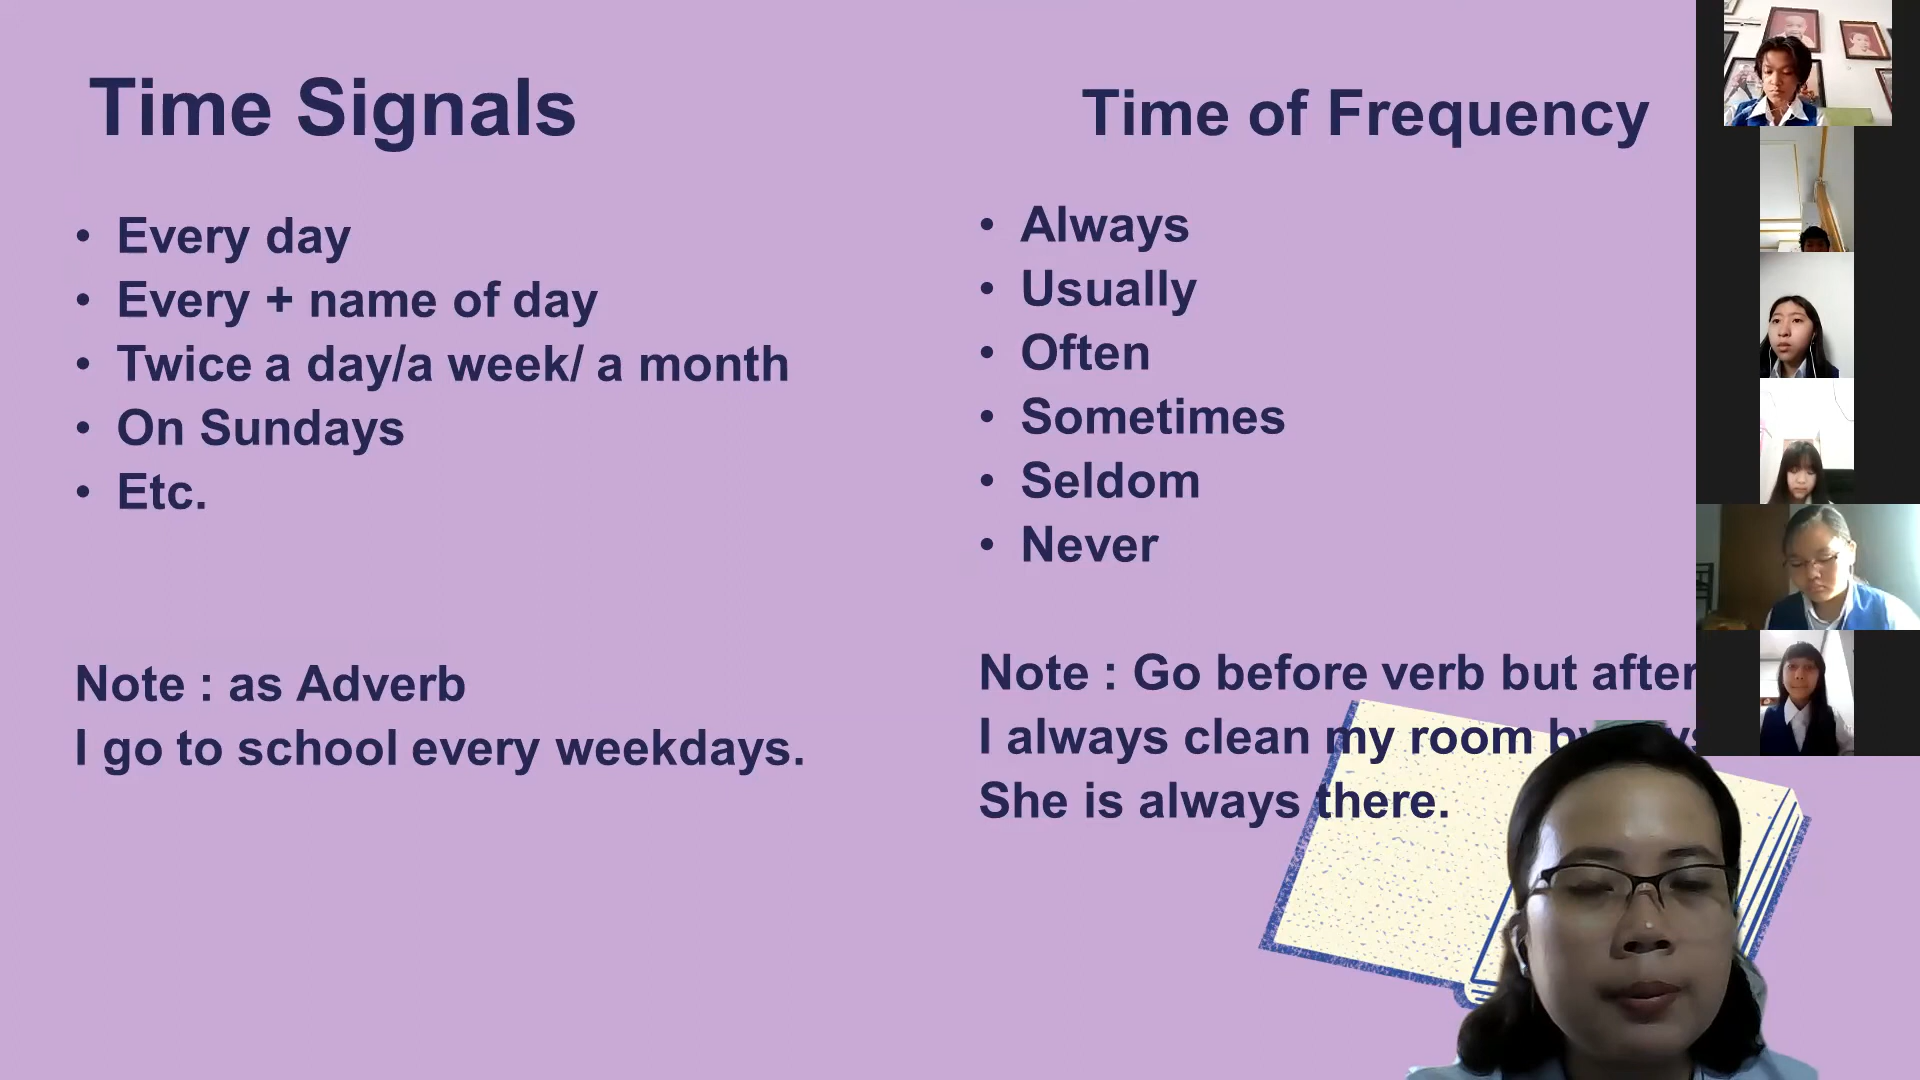 Time Signals
• Every day
• Every + name of day
• Twice a day/a week/ a month
• On Sundays
• Etc.
Note : as Adverb
I go to school every weekdays.
Time of Frequency
• Always
• Usually
• Often
• Sometimes
• Seldom
• Never
Note : Go before verb but after
I always clean my room
She is always there.